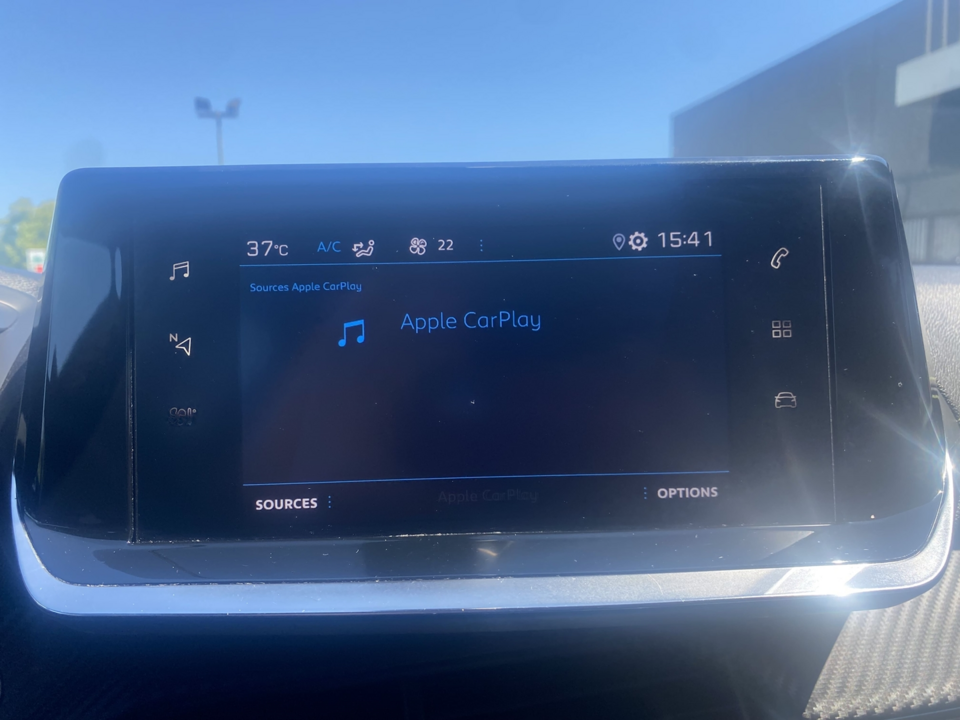 37°C A/C 22 15:41
Sources Apple CarPlay
Apple CarPlay
N
SOURCES Apple CarPlay OPTIONS